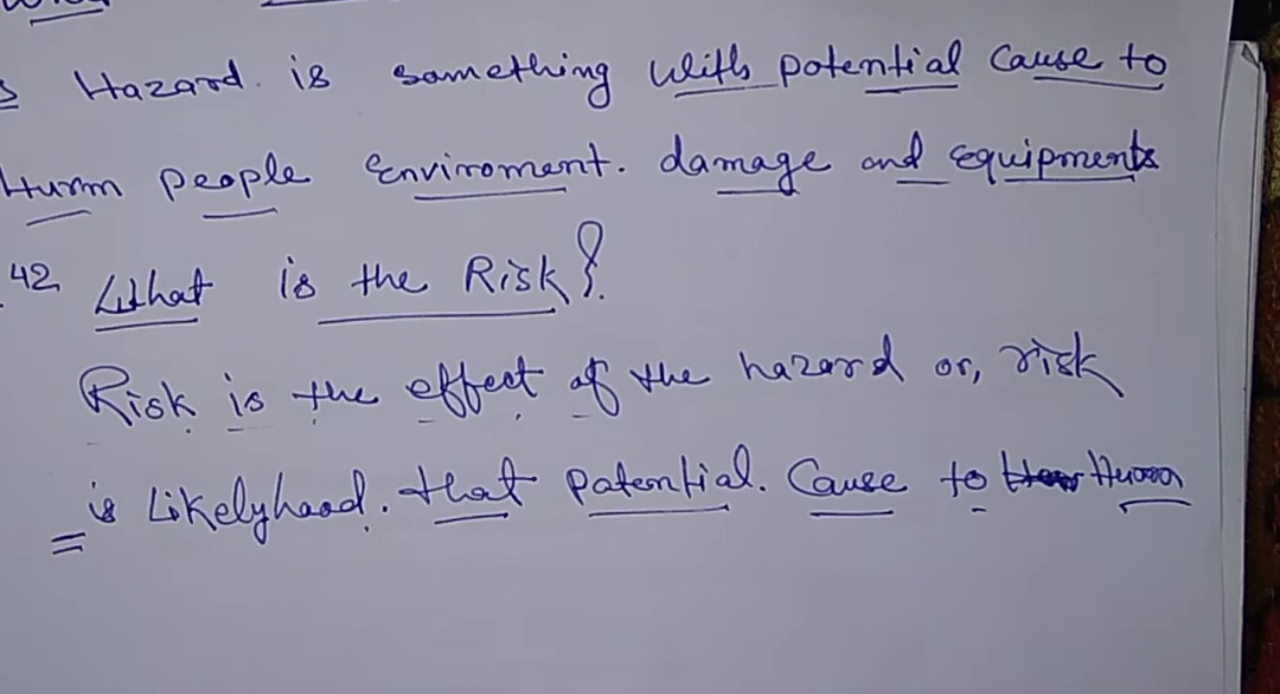 Hazard. is something with potential cause to
Hurm people Enviroment. damage and equipments
42 What is the Risk?
Risk is the effect of the hazard or, risk
is Likelyhood. that patential. Cause to